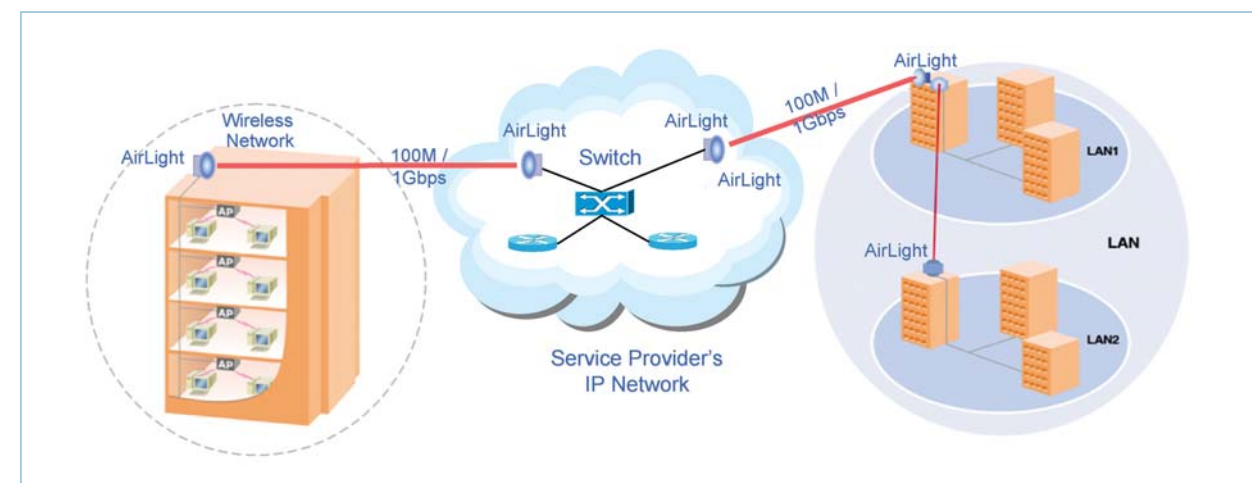 Wireless
Network
AirLight
AP
AP
AP
AP
100M /
1Gbps
AirLight
Switch
AirLight
AirLight
Service Provider's
IP Network
100M /
1Gbps
AirLight
LAN1
LAN
AirLight
LAN2